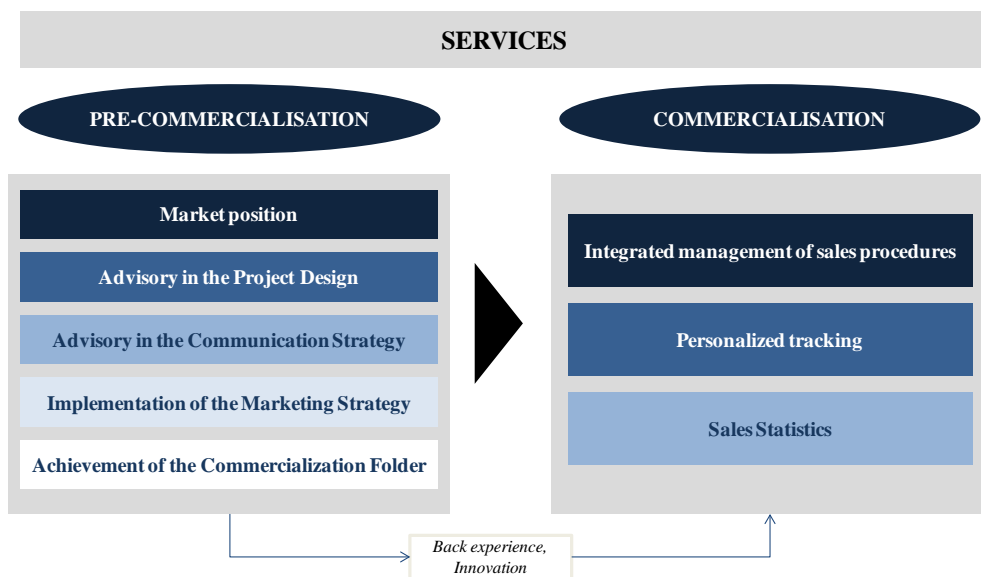 SERVICES
PRE-COMMERCIALISATION
Market position
Advisory in the Project Design
Advisory in the Communication Strategy
Implementation of the Marketing Strategy
Achievement of the Commercialization Folder
COMMERCIALISATION
Integrated management of sales procedures
Personalized tracking
Sales Statistics
Back experience,
Innovation